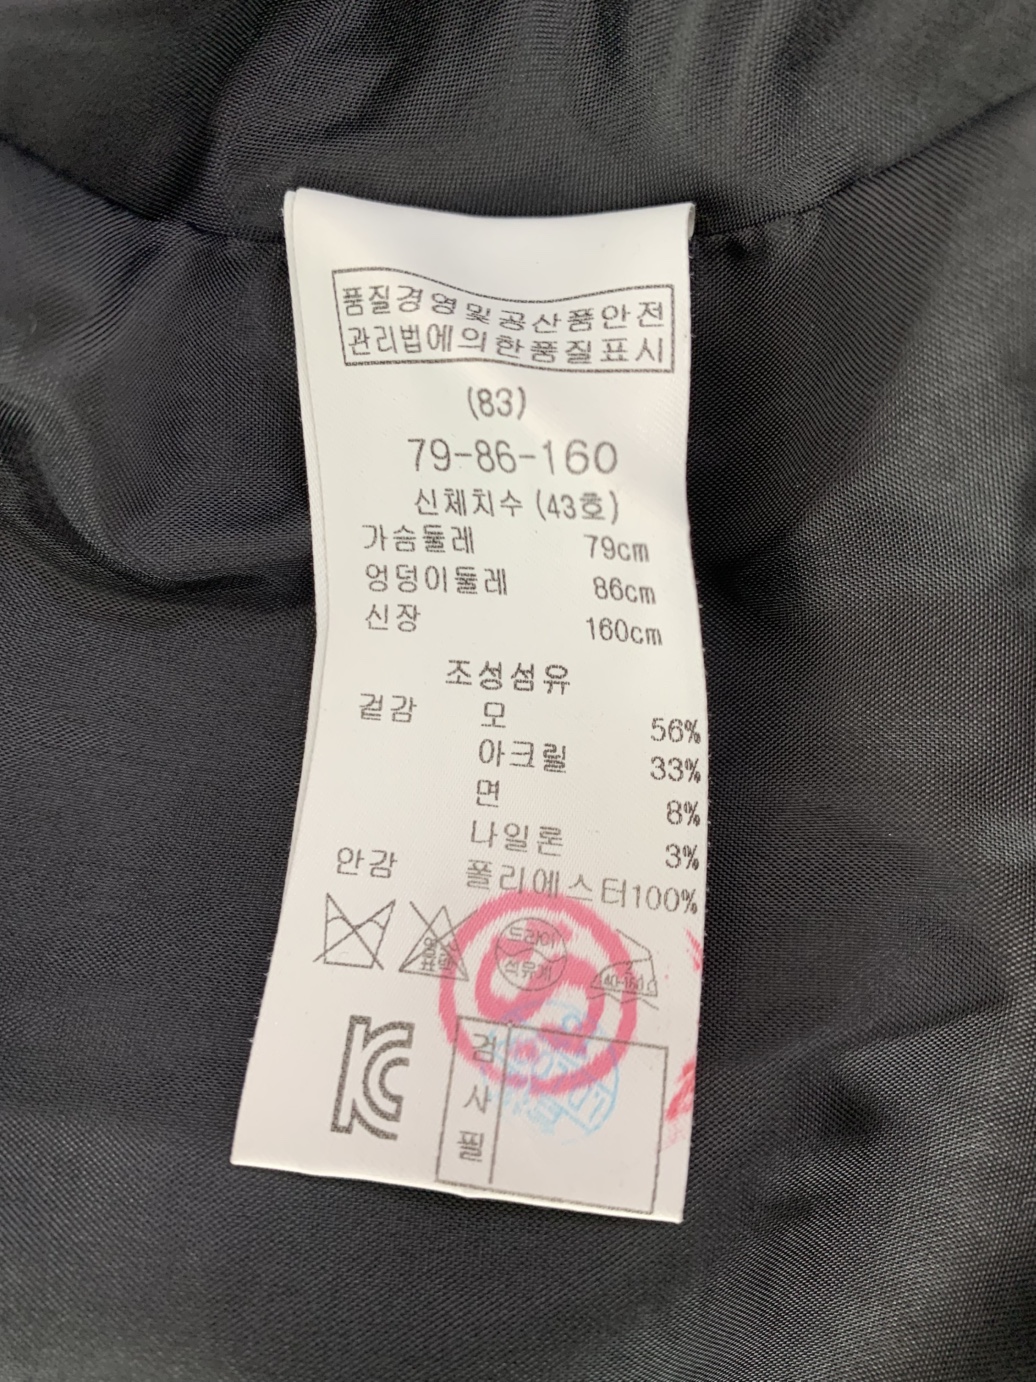 품질경영및공산품안전
관리법에의한품질표시
(83)
79-86-160
신체치수 (43호)
가슴둘레 79cm
엉덩이둘레 86cm
신장 160cm
조성섬유
겉감 모 56%
아크릴 33%
면 8%
나일론 3%
안감 폴리에스터100%
드라이
석유계
검
사
필